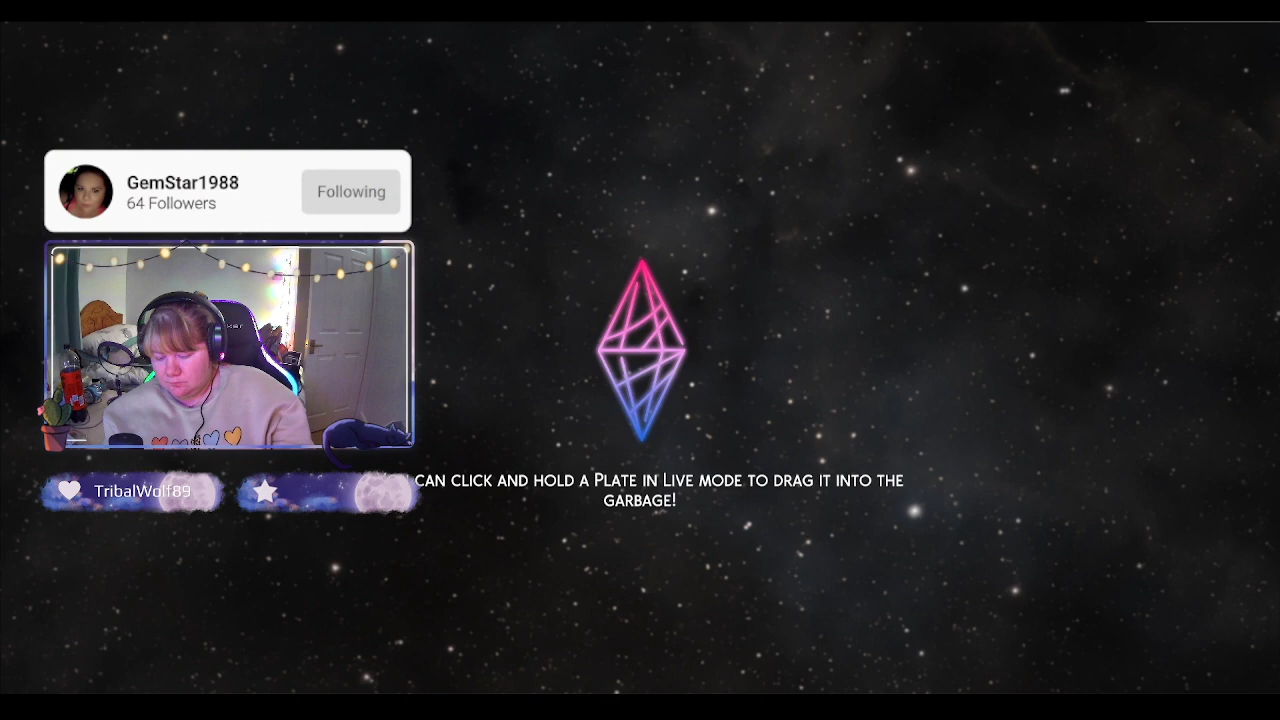 GemStar1988
64 Followers
Following
TribalWolf89
CAN CLICK AND HOLD A PLATE IN LIVE MODE TO DRAG IT INTO THE
GARBAGE!